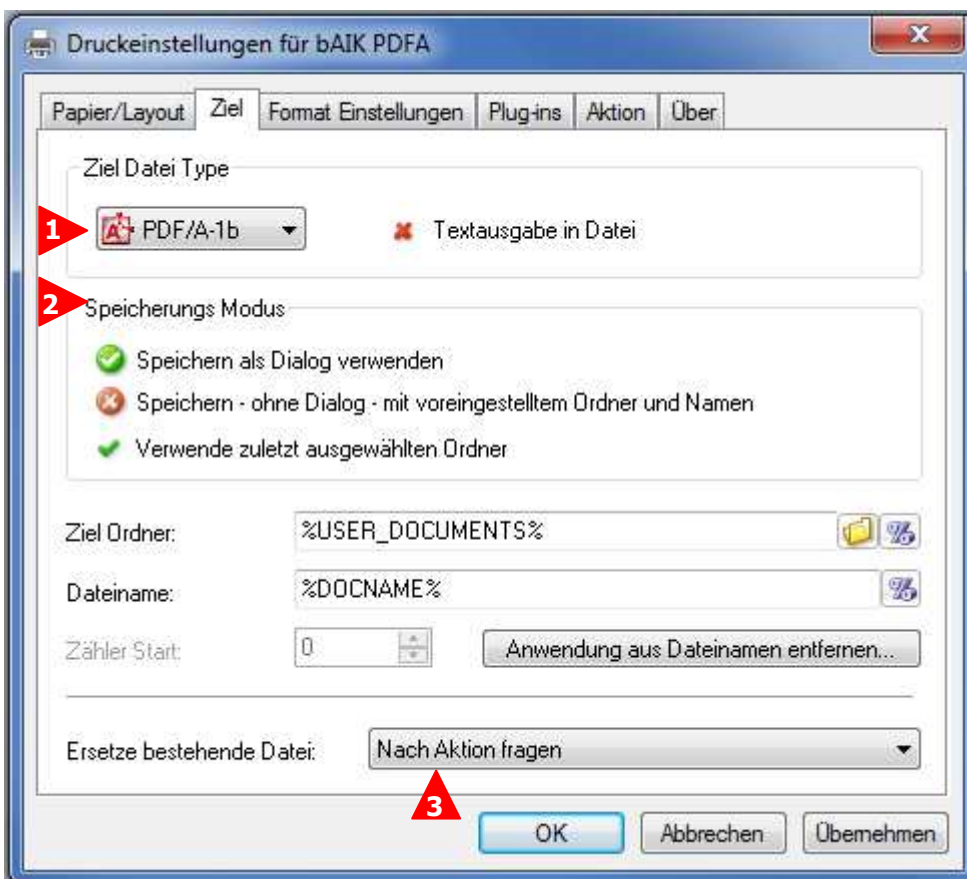 Druckeinstellungen für bAIK PDFA
Papier/Layout Ziel Format Einstellungen Plug-ins Aktion Über
Ziel Datei Type
1 PDF/A-1b Textausgabe in Datei
2 Speicherungs Modus
Speichern als Dialog verwenden
Speichern - ohne Dialog - mit voreingestelltem Ordner und Namen
Verwende zuletzt ausgewählten Ordner
Ziel Ordner: %USER_DOCUMENTS%
Dateiname: %DOCNAME%
Zähler Start: 0 Anwendung aus Dateinamen entfernen...
Ersetze bestehende Datei: Nach Aktion fragen
3
OK Abbrechen Übernehmen